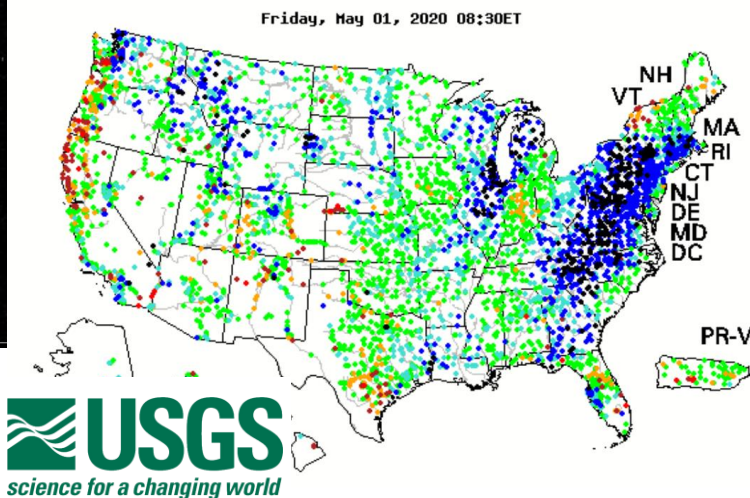 Friday, May 01, 2020 08:30ET
NH
VT
MA
RI
CT
NJ
DE
MD
DC
PR-V
USGS
science for a changing world